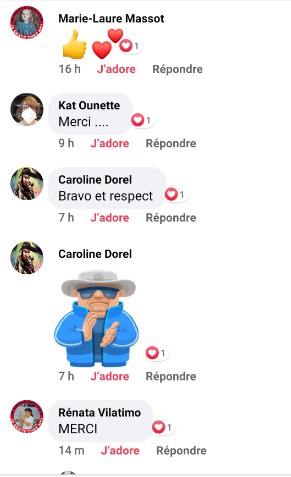 Marie-Laure Massot
1
16 h J'adore Répondre
Kat Ounette
Merci ....
1
9 h J'adore Répondre
Caroline Dorel
Bravo et respect
1
7 h J'adore Répondre
Caroline Dorel
1
7 h J'adore Répondre
Rénata Vilatimo
MERCI
1
14 m J'adore Répondre